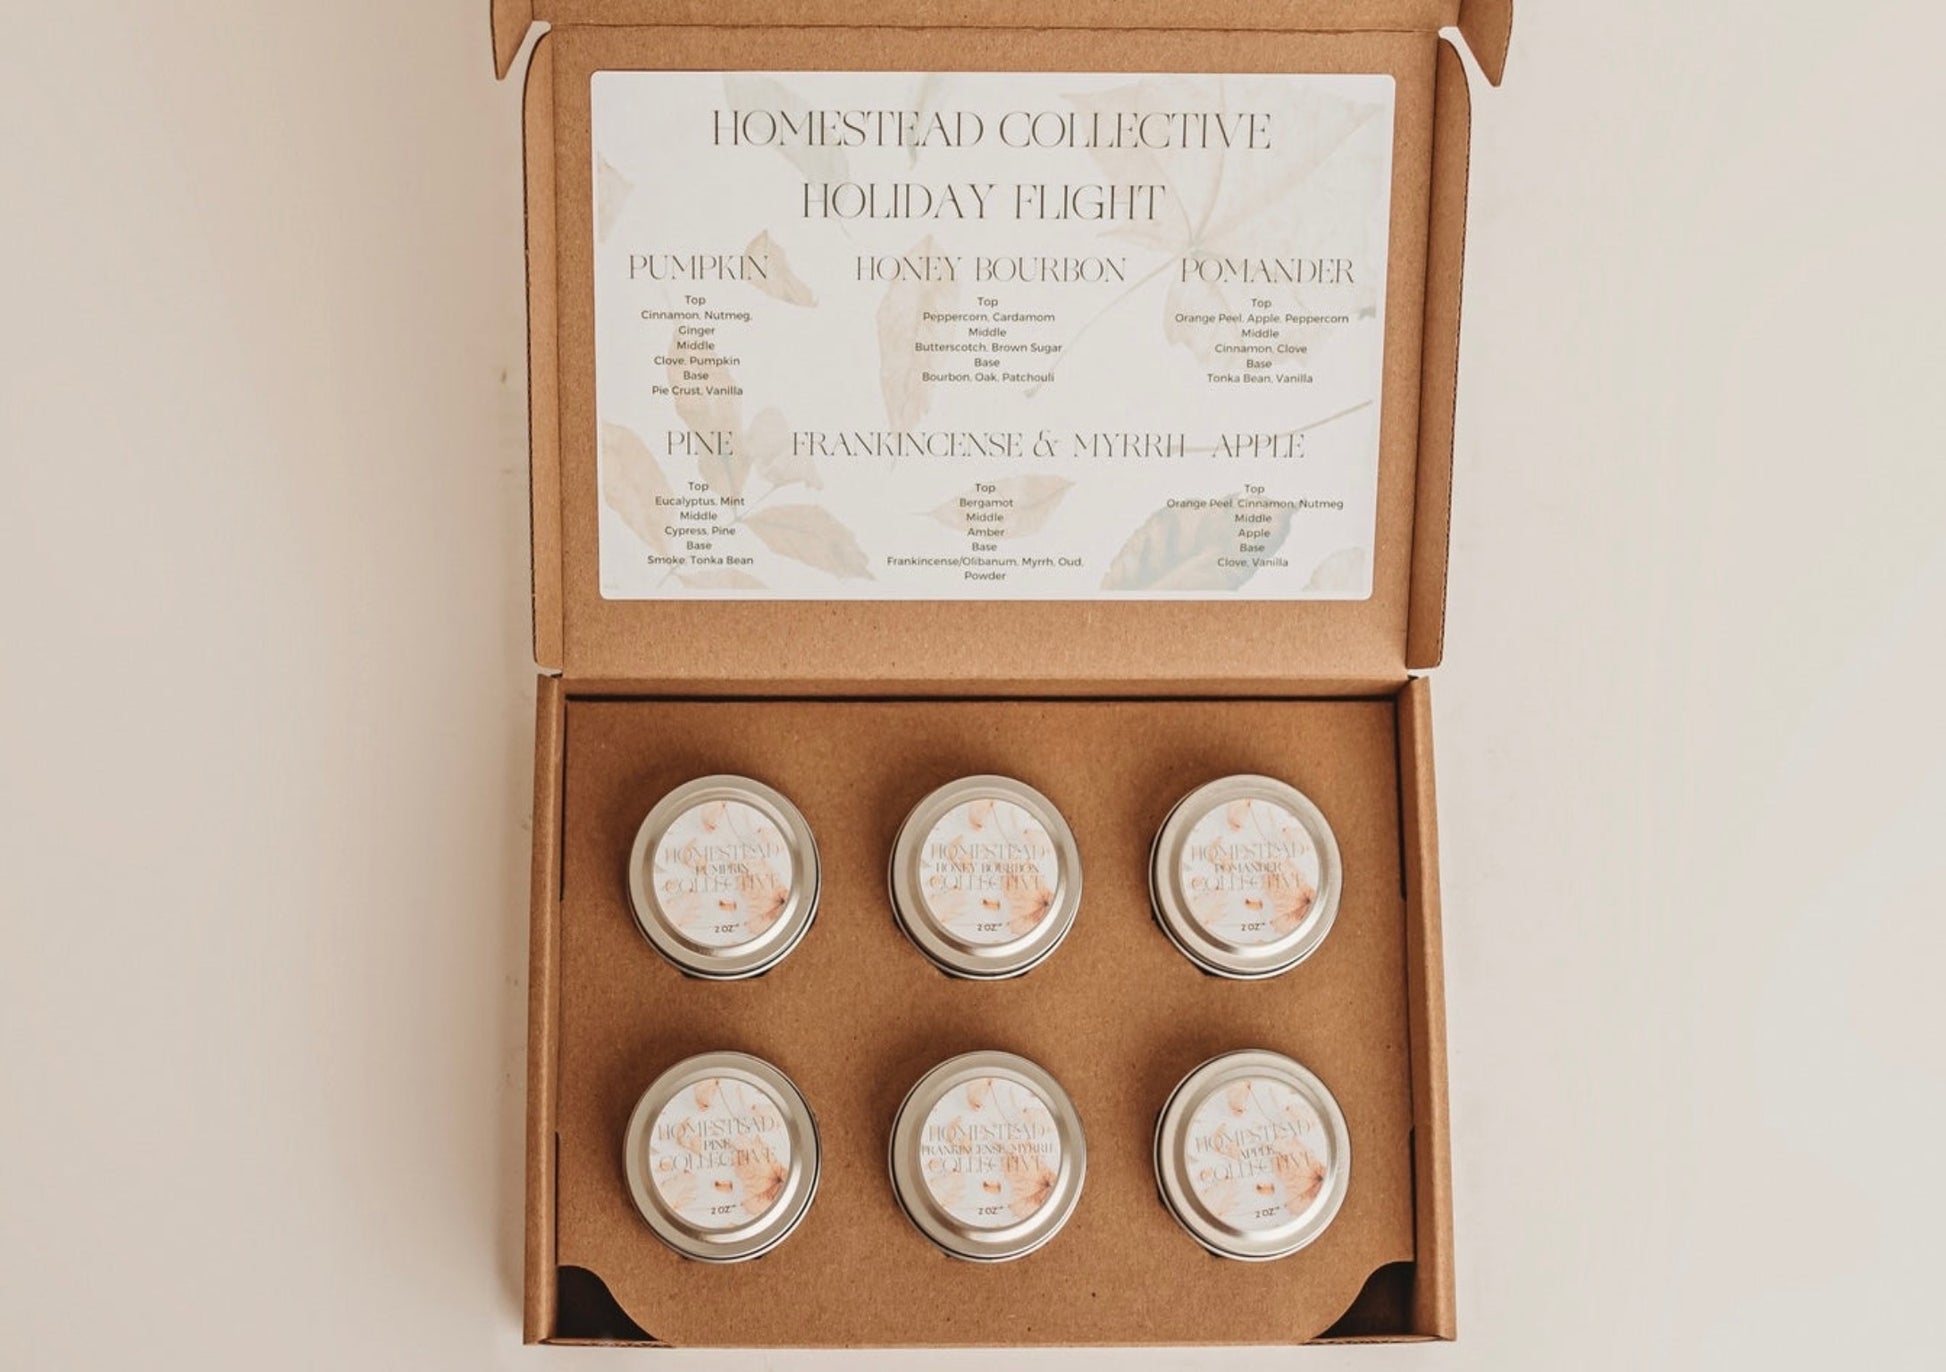 HOMESTEAD COLLECTIVE
HOLIDAY FLIGHT
PUMPKIN
Top
Cinnamon, Nutmeg,
Ginger
Middle
Clove, Pumpkin
Base
Pie Crust, Vanilla
HONEY BOURBON
Top
Peppercorn, Cardamom
Middle
Butterscotch, Brown Sugar
Base
Bourbon, Oak, Patchouli
POMANDER
Top
Orange Peel, Apple, Peppercorn
Middle
Cinnamon, Clove
Base
Tonka Bean, Vanilla
PINE
Top
Eucalyptus, Mint
Middle
Cypress, Pine
Base
Smoke, Tonka Bean
FRANKINCENSE & MYRRH
Top
Bergamot
Middle
Amber
Base
Frankincense/Olibanum, Myrrh, Oud,
Powder
APPLE
Top
Orange Peel, Cinnamon, Nutmeg
Middle
Apple
Base
Clove, Vanilla
HOMESTEAD
PUMPKIN
COLLECTIVE
2 OZ
HOMESTEAD
HONEY BOURBON
COLLECTIVE
2 OZ
HOMESTEAD
POMANDER
COLLECTIVE
2 OZ
HOMESTEAD
PINE
COLLECTIVE
2 OZ
HOMESTEAD
FRANKINCENSE MYRRH
COLLECTIVE
2 OZ
HOMESTEAD
APPLE
COLLECTIVE
2 OZ